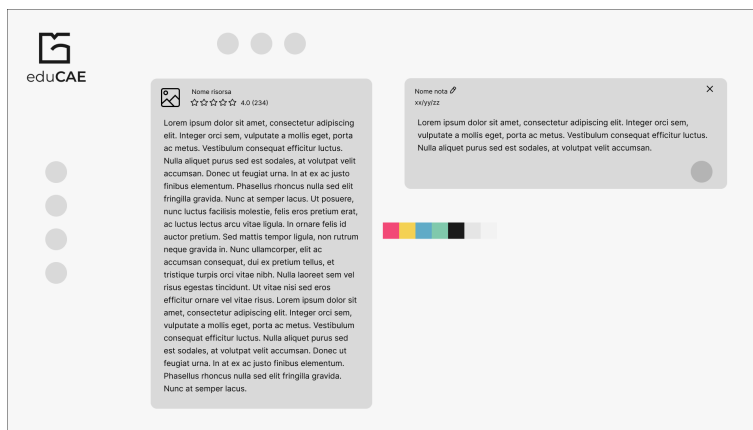 eduCAE
Nome risorsa
4.0 (234)
Lorem ipsum dolor sit amet, consectetur adipiscing
elit. Integer orci sem, vulputate a mollis eget, porta
ac metus. Vestibulum consequat efficitur luctus.
Nulla aliquet purus sed est sodales, at volutpat velit
accumsan. Donec ut feugiat urna. In at ex ac justo
finibus elementum. Phasellus rhoncus nulla sed elit
fringilla gravida. Nunc at semper lacus. Ut posuere,
nunc luctus facilisis molestie, felis eros pretium erat,
ac luctus lectus arcu vitae ligula. In ornare felis id
auctor pretium. Sed mattis tempor ligula, non rutrum
neque gravida in. Nunc ullamcorper, elit ac
accumsan consequat, dui ex pretium tellus, et
tristique turpis orci vitae nibh. Nulla laoreet sem vel
risus egestas tincidunt. Ut vitae nisi sed eros
efficitur ornare vel vitae risus. Lorem ipsum dolor sit
amet, consectetur adipiscing elit. Integer orci sem,
vulputate a mollis eget, porta ac metus. Vestibulum
consequat efficitur luctus. Nulla aliquet purus sed
est sodales, at volutpat velit accumsan. Donec ut
feugiat urna. In at ex ac justo finibus elementum.
Phasellus rhoncus nulla sed elit fringilla gravida.
Nunc at semper lacus.
Nome nota
xx/yy/zz
Lorem ipsum dolor sit amet, consectetur adipiscing elit. Integer orci sem,
vulputate a mollis eget, porta ac metus. Vestibulum consequat efficitur luctus.
Nulla aliquet purus sed est sodales, at volutpat velit accumsan.